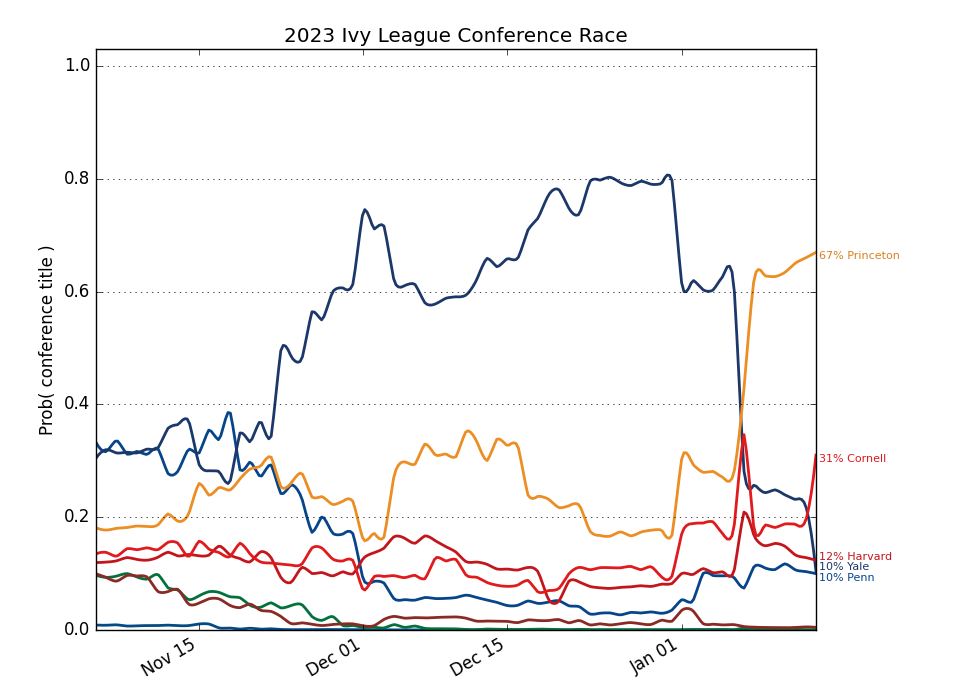 2023 Ivy League Conference Race
Prob( conference title )
1.0
0.8
0.6
0.4
0.2
0.0
67% Princeton
31% Cornell
12% Harvard
10% Yale
10% Penn
Nov 15
Dec 01
Dec 15
Jan 01